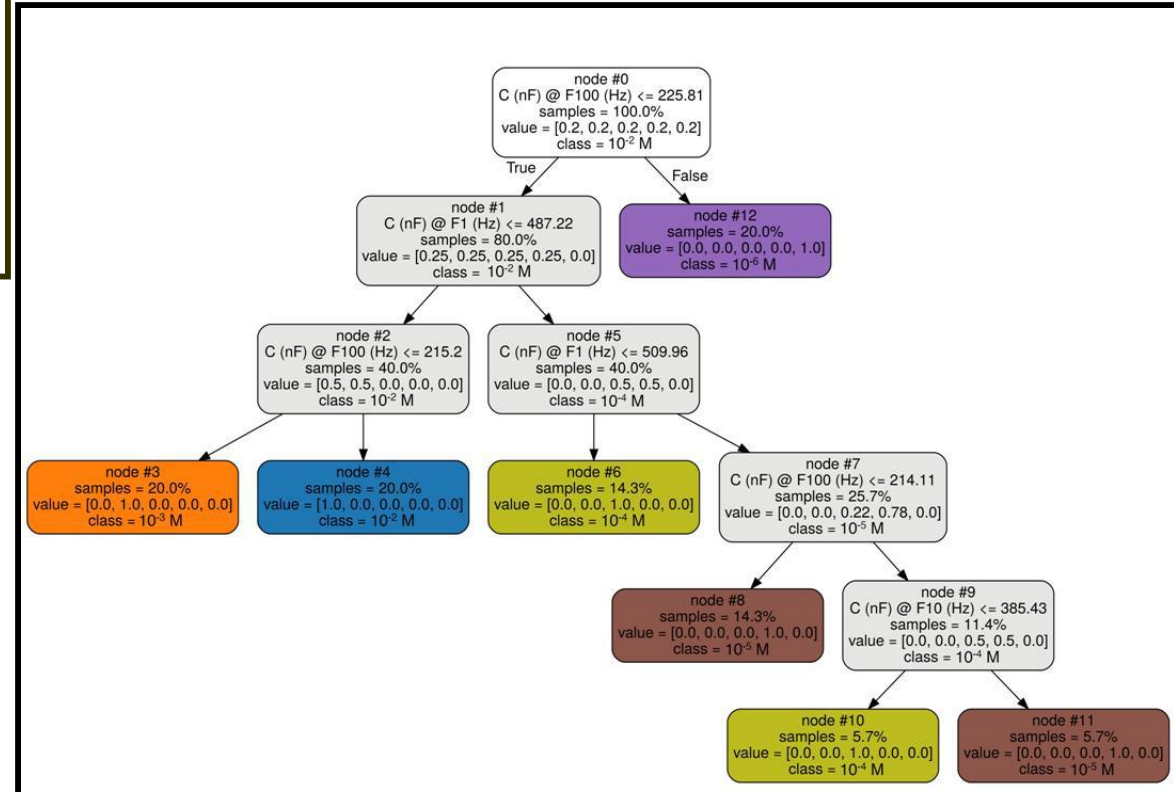 node #0
C (nF) @ F100 (Hz) <= 225.81
samples = 100.0%
value = [0.2, 0.2, 0.2, 0.2, 0.2]
class = 10⁻² M
True
False
node #1
C (nF) @ F1 (Hz) <= 487.22
samples = 80.0%
value = [0.25, 0.25, 0.25, 0.25, 0.0]
class = 10⁻² M
node #12
samples = 20.0%
value = [0.0, 0.0, 0.0, 0.0, 1.0]
class = 10⁻⁶ M
node #2
C (nF) @ F100 (Hz) <= 215.2
samples = 40.0%
value = [0.5, 0.5, 0.0, 0.0, 0.0]
class = 10⁻² M
node #5
C (nF) @ F1 (Hz) <= 509.96
samples = 40.0%
value = [0.0, 0.0, 0.5, 0.5, 0.0]
class = 10⁻⁴ M
node #3
samples = 20.0%
value = [0.0, 1.0, 0.0, 0.0, 0.0]
class = 10⁻³ M
node #4
samples = 20.0%
value = [1.0, 0.0, 0.0, 0.0, 0.0]
class = 10⁻² M
node #6
samples = 14.3%
value = [0.0, 0.0, 1.0, 0.0, 0.0]
class = 10⁻⁴ M
node #7
C (nF) @ F100 (Hz) <= 214.11
samples = 25.7%
value = [0.0, 0.0, 0.22, 0.78, 0.0]
class = 10⁻⁵ M
node #8
samples = 14.3%
value = [0.0, 0.0, 0.0, 1.0, 0.0]
class = 10⁻⁵ M
node #9
C (nF) @ F10 (Hz) <= 385.43
samples = 11.4%
value = [0.0, 0.0, 0.5, 0.5, 0.0]
class = 10⁻⁴ M
node #10
samples = 5.7%
value = [0.0, 0.0, 1.0, 0.0, 0.0]
class = 10⁻⁴ M
node #11
samples = 5.7%
value = [0.0, 0.0, 0.0, 1.0, 0.0]
class = 10⁻⁵ M